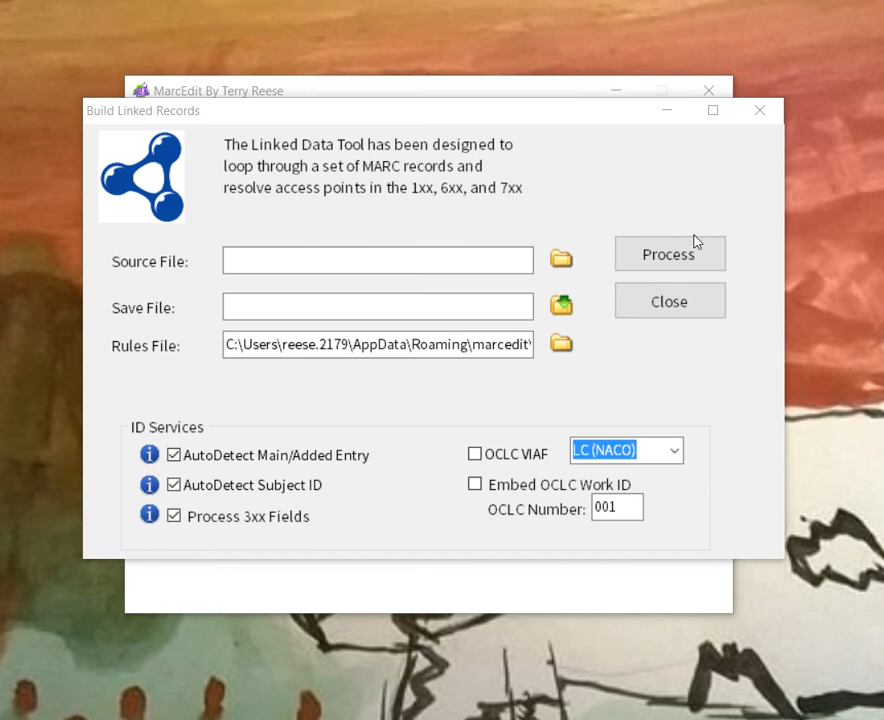 MarcEdit By Terry Reese
Build Linked Records
The Linked Data Tool has been designed to
loop through a set of MARC records and
resolve access points in the 1xx, 6xx, and 7xx
Source File:
Process
Save File:
Close
Rules File:
C:\Users\reese.2179\AppData\Roaming\marcedit\
ID Services
AutoDetect Main/Added Entry
OCLC VIAF
LC (NACO)
AutoDetect Subject ID
Embed OCLC Work ID
Process 3xx Fields
OCLC Number:
001